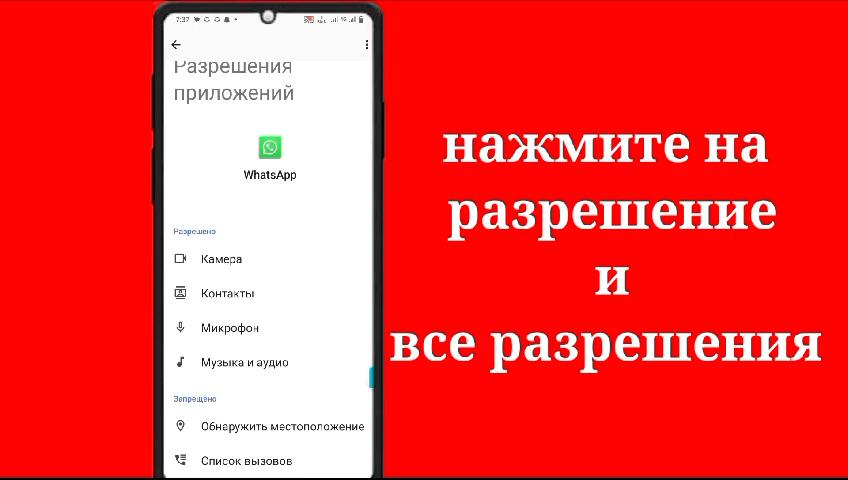 7:37
Разрешения
приложений
WhatsApp
Разрешено
Камера
Контакты
Микрофон
Музыка и аудио
Запрещено
Обнаружить местоположение
Список вызовов
нажмите на
разрешение
и
все разрешения